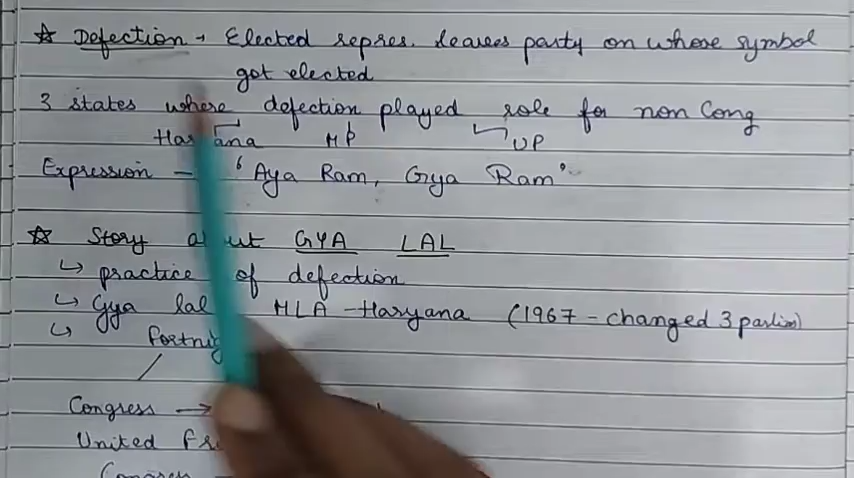 ☆ Defection → Elected repres. leaves party on whose symbol
got elected
3 states where defection played role for non Cong
Haryana MP UP
Expression – 'Aya Ram, Gya Ram'
☆ Story GYA LAL
↳ practice of defection
↳ Gya lal MLA – Haryana (1967 – changed 3 parties)
↳
Congress →
United
Congress